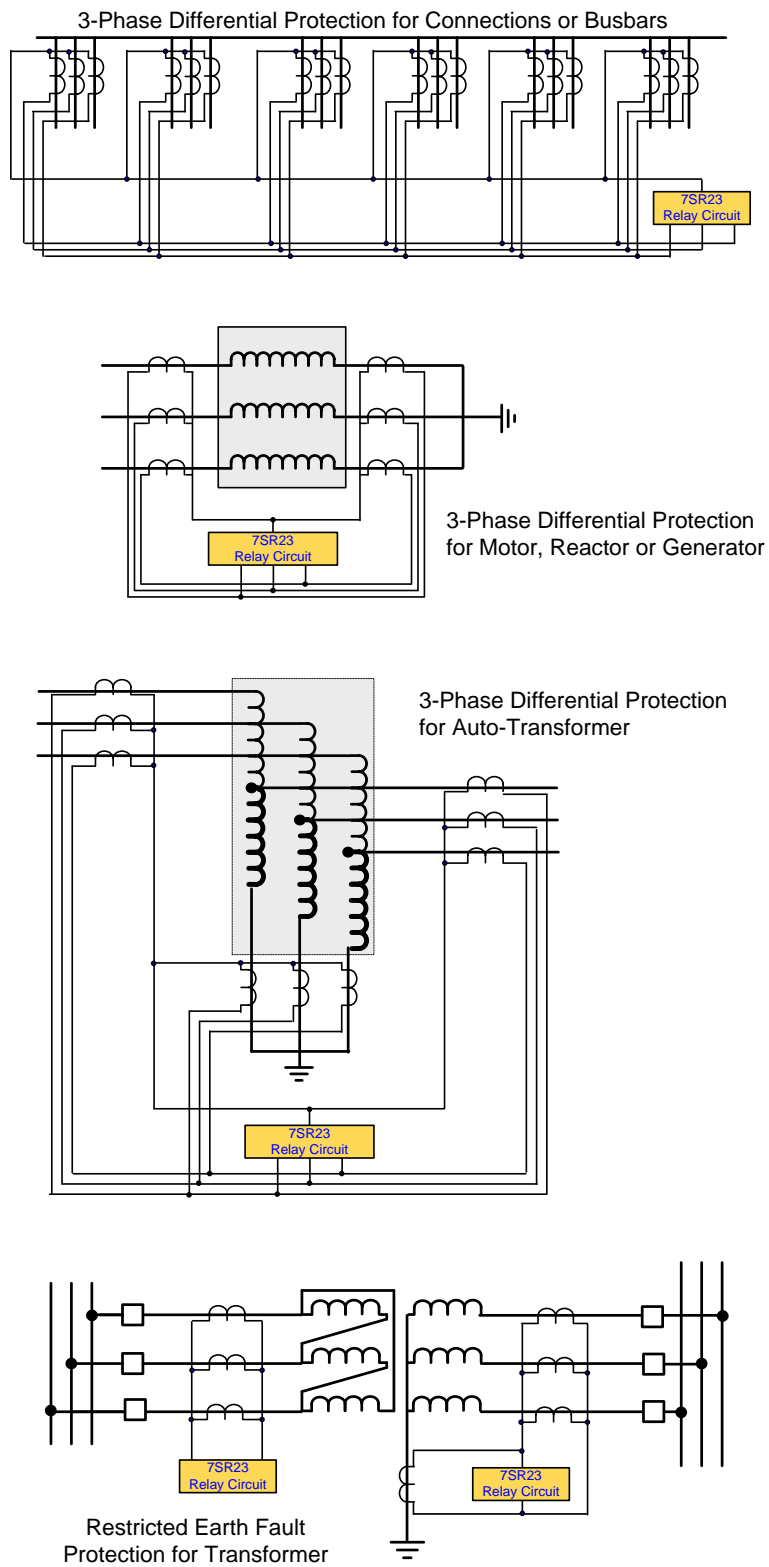 3-Phase Differential Protection for Connections or Busbars
7SR23
Relay Circuit
7SR23
Relay Circuit
3-Phase Differential Protection
for Motor, Reactor or Generator
3-Phase Differential Protection
for Auto-Transformer
7SR23
Relay Circuit
7SR23
Relay Circuit
7SR23
Relay Circuit
Restricted Earth Fault
Protection for Transformer